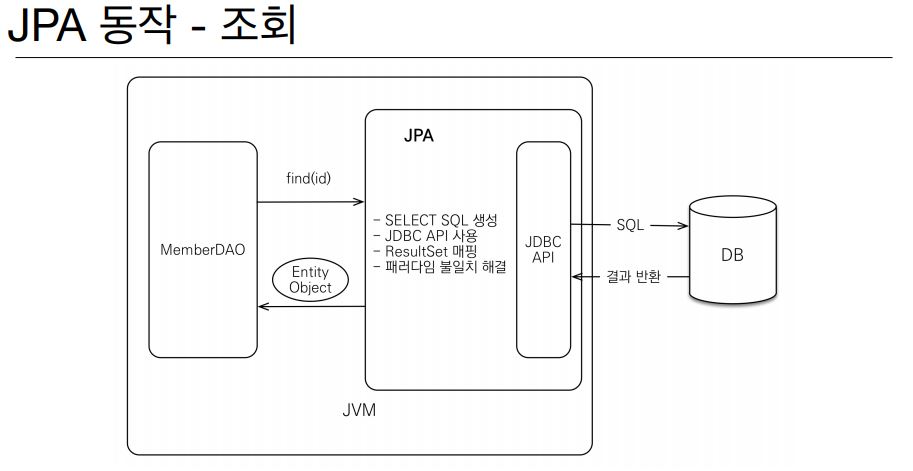 JPA 동작 - 조회
JPA
find(id)
- SELECT SQL 생성
- JDBC API 사용
- ResultSet 매핑
- 패러다임 불일치 해결
MemberDAO
Entity
Object
JDBC
API
SQL
결과 반환
DB
JVM